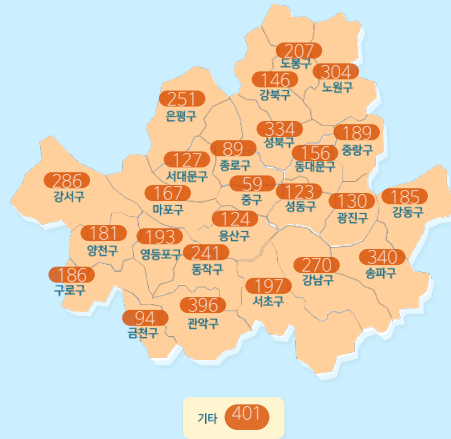 207
도봉구
304
노원구
146
강북구
251
은평구
334
성북구
189
중랑구
89
종로구
156
동대문구
127
서대문구
286
강서구
167
마포구
59
중구
123
성동구
130
광진구
185
강동구
124
용산구
181
양천구
193
영등포구
241
동작구
340
송파구
270
강남구
186
구로구
197
서초구
396
관악구
94
금천구
기타 401